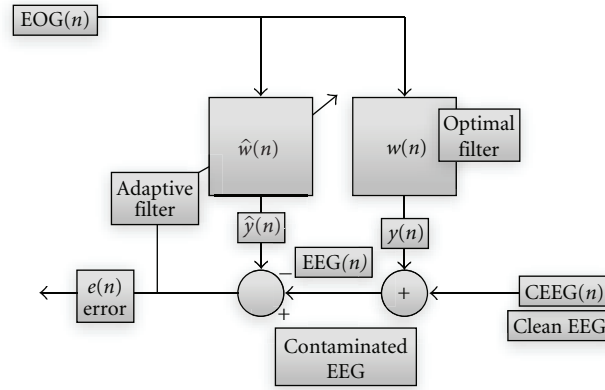 EOG(n)
ŵ(n)
w(n)
Optimal
filter
Adaptive
filter
ŷ(n)
y(n)
−
EEG(n)
+
+
e(n)
error
CEEG(n)
Clean EEG
Contaminated
EEG